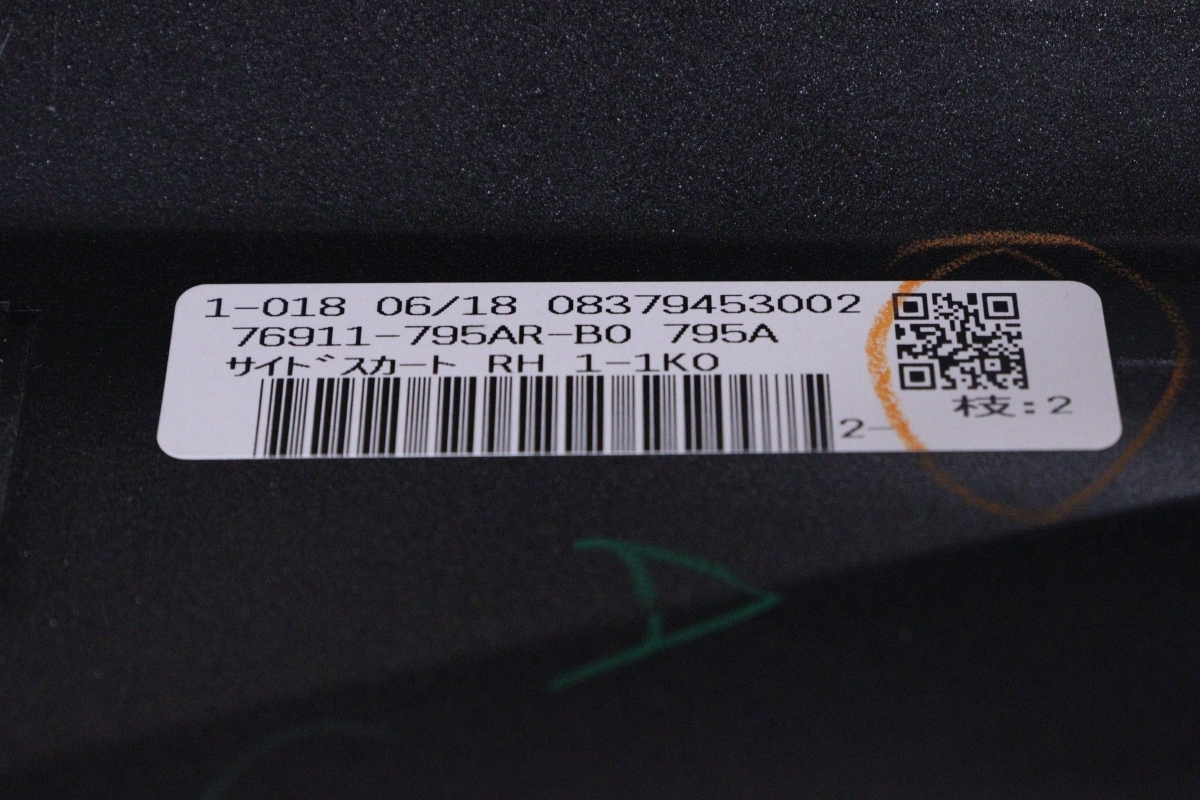 1-018 06/18 08379453002
76911-795AR-B0 795A
ｻｲﾄﾞｽｶｰﾄ RH 1-1K0
2-
枝:2
A